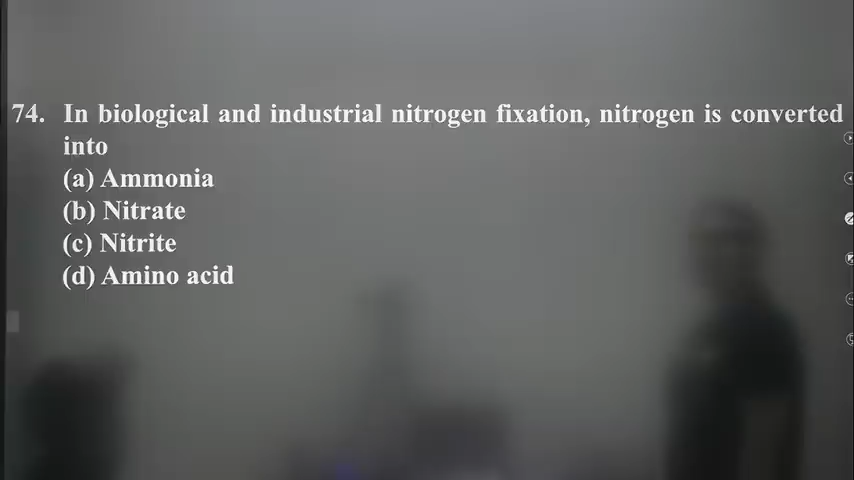 74. In biological and industrial nitrogen fixation, nitrogen is converted
into
(a) Ammonia
(b) Nitrate
(c) Nitrite
(d) Amino acid